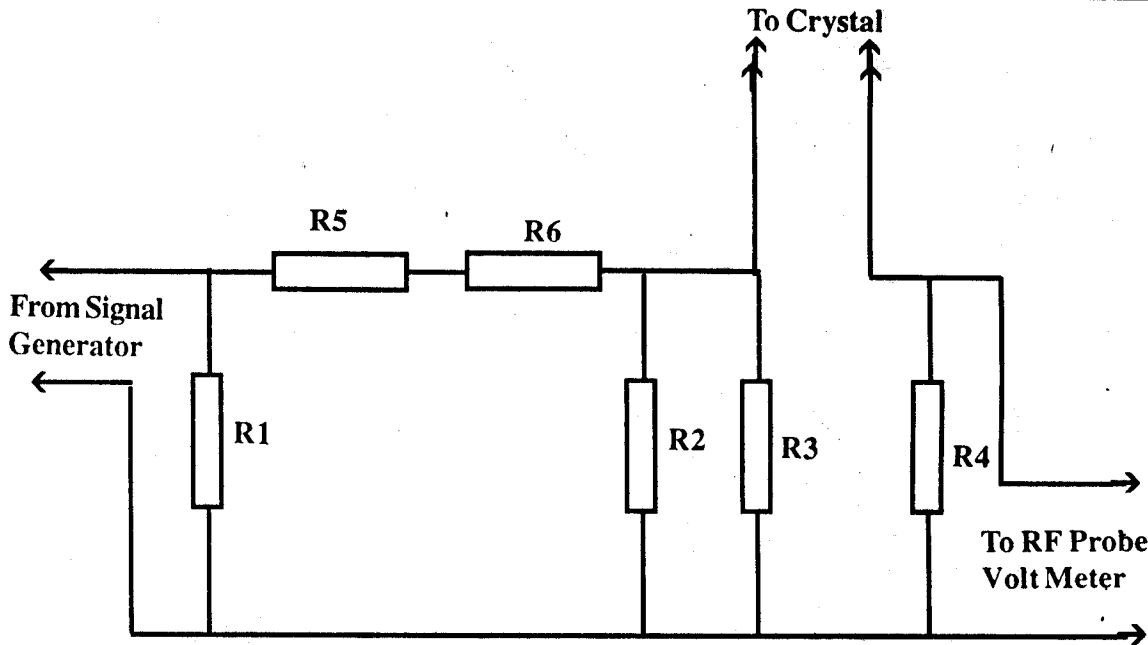 To Crystal
R5
R6
From Signal
Generator
R1
R2
R3
R4
To RF Probe
Volt Meter